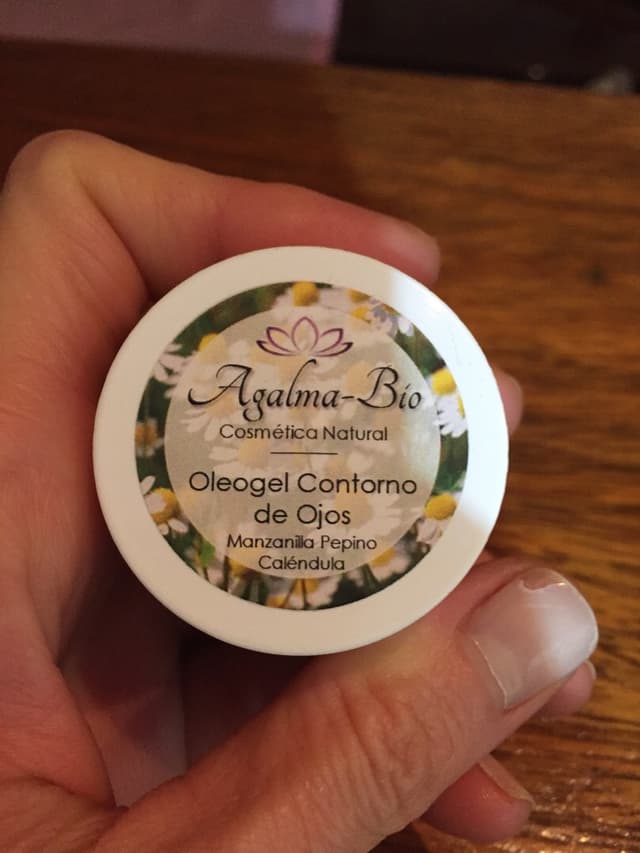 Agalma-Bio
Cosmética Natural
Oleogel Contorno
de Ojos
Manzanilla Pepino
Caléndula